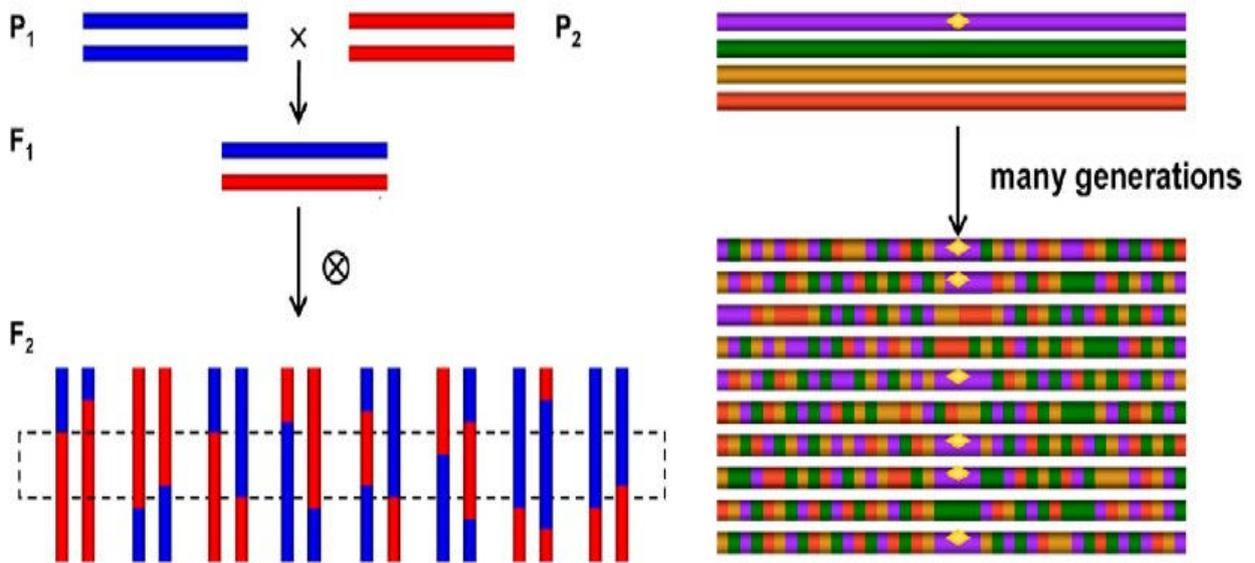 P₁ × P₂
F₁
⊗
F₂
many generations